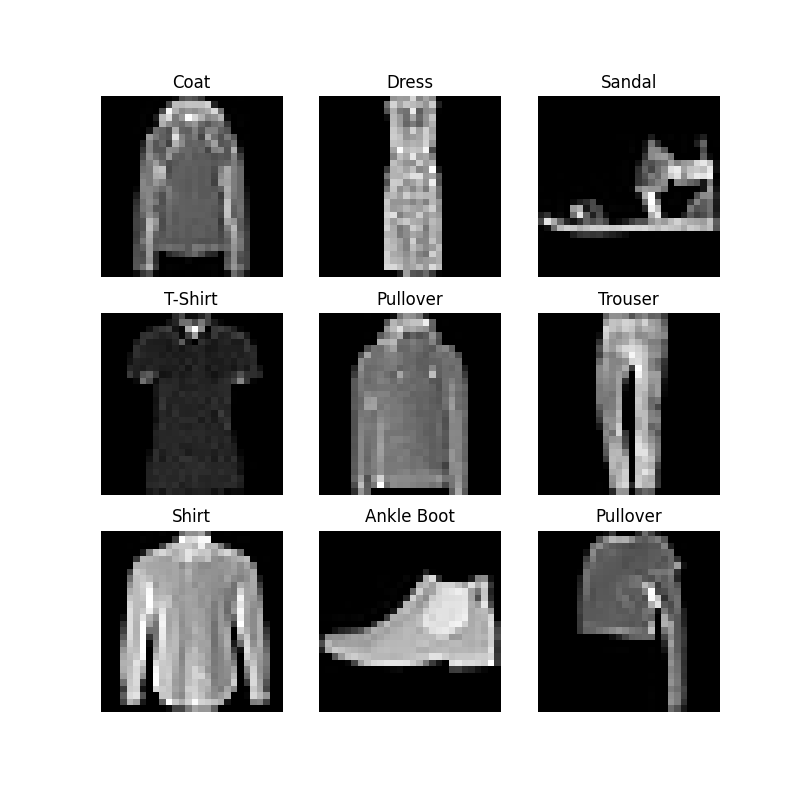 Coat
Dress
Sandal
T-Shirt
Pullover
Trouser
Shirt
Ankle Boot
Pullover